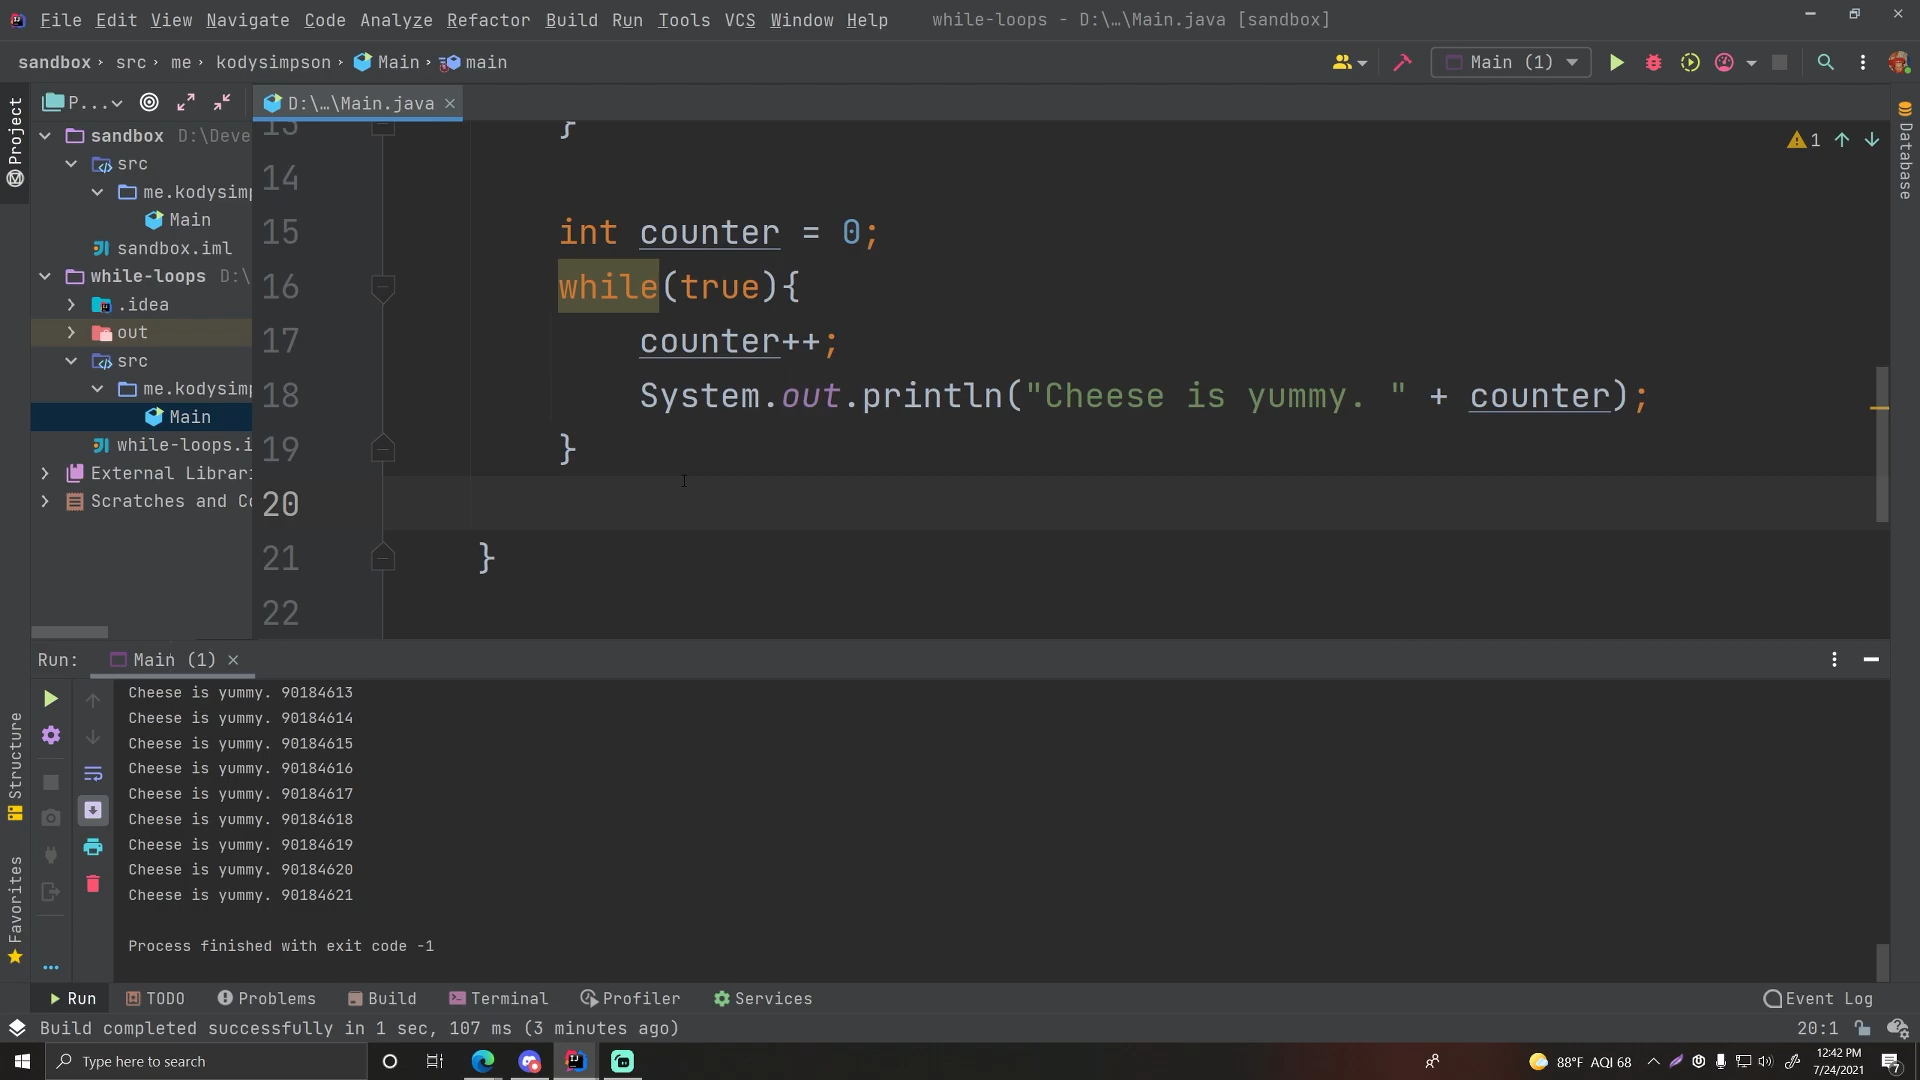 File Edit View Navigate Code Analyze Refactor Build Run Tools VCS Window Help while-loops - D:\...\Main.java [sandbox]
sandbox › src › me › kodysimpson › Main › main Main (1)
P... D:\...\Main.java
Project
Database
sandbox D:\Deve
src
me.kodysimp
Main
sandbox.iml
while-loops D:\
.idea
out
src
me.kodysimp
Main
while-loops.i
External Librari
Scratches and Co
1
13 }
14
15 int counter = 0;
16 while(true){
17 counter++;
18 System.out.println("Cheese is yummy. " + counter);
19 }
20
21 }
22
Run: Main (1)
Structure
Favorites
Cheese is yummy. 90184613
Cheese is yummy. 90184614
Cheese is yummy. 90184615
Cheese is yummy. 90184616
Cheese is yummy. 90184617
Cheese is yummy. 90184618
Cheese is yummy. 90184619
Cheese is yummy. 90184620
Cheese is yummy. 90184621
Process finished with exit code -1
Run TODO Problems Build Terminal Profiler Services Event Log
Build completed successfully in 1 sec, 107 ms (3 minutes ago) 20:1
Type here to search 88°F AQI 68 12:42 PM
7/24/2021 7